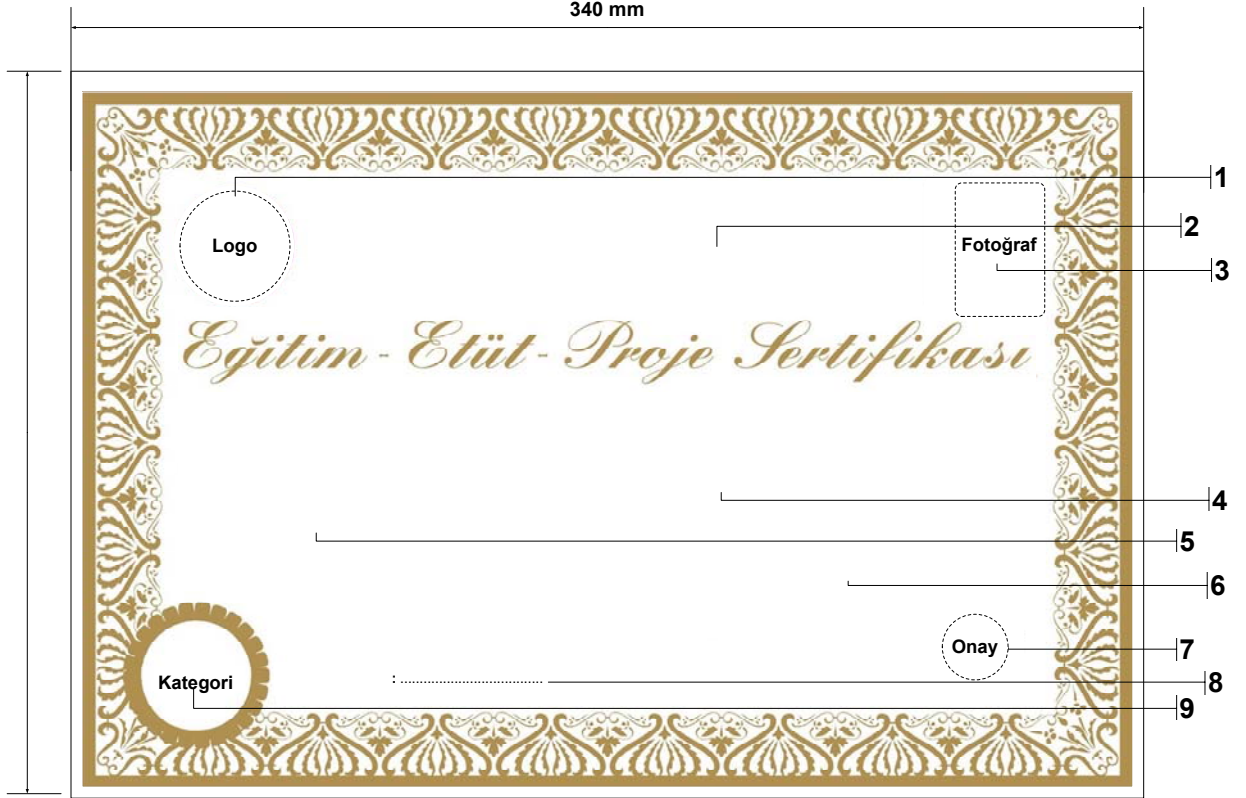 340 mm
1
2
Logo
Fotoğraf
3
Eğitim - Etüt - Proje Sertifikası
4
5
6
Onay
7
Kategori
: ........................................
8
9